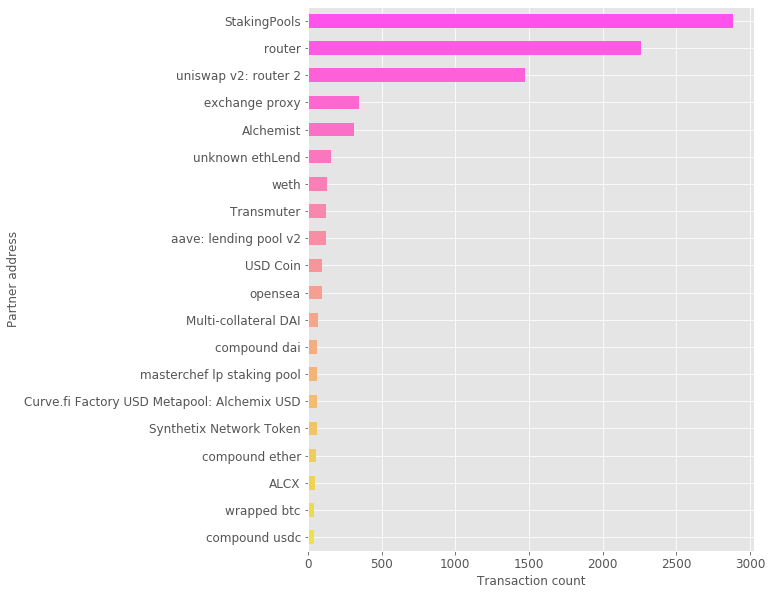 StakingPools
router
uniswap v2: router 2
exchange proxy
Alchemist
unknown ethLend
weth
Transmuter
aave: lending pool v2
USD Coin
opensea
Multi-collateral DAI
compound dai
masterchef lp staking pool
Curve.fi Factory USD Metapool: Alchemix USD
Synthetix Network Token
compound ether
ALCX
wrapped btc
compound usdc
Partner address
0 500 1000 1500 2000 2500 3000
Transaction count